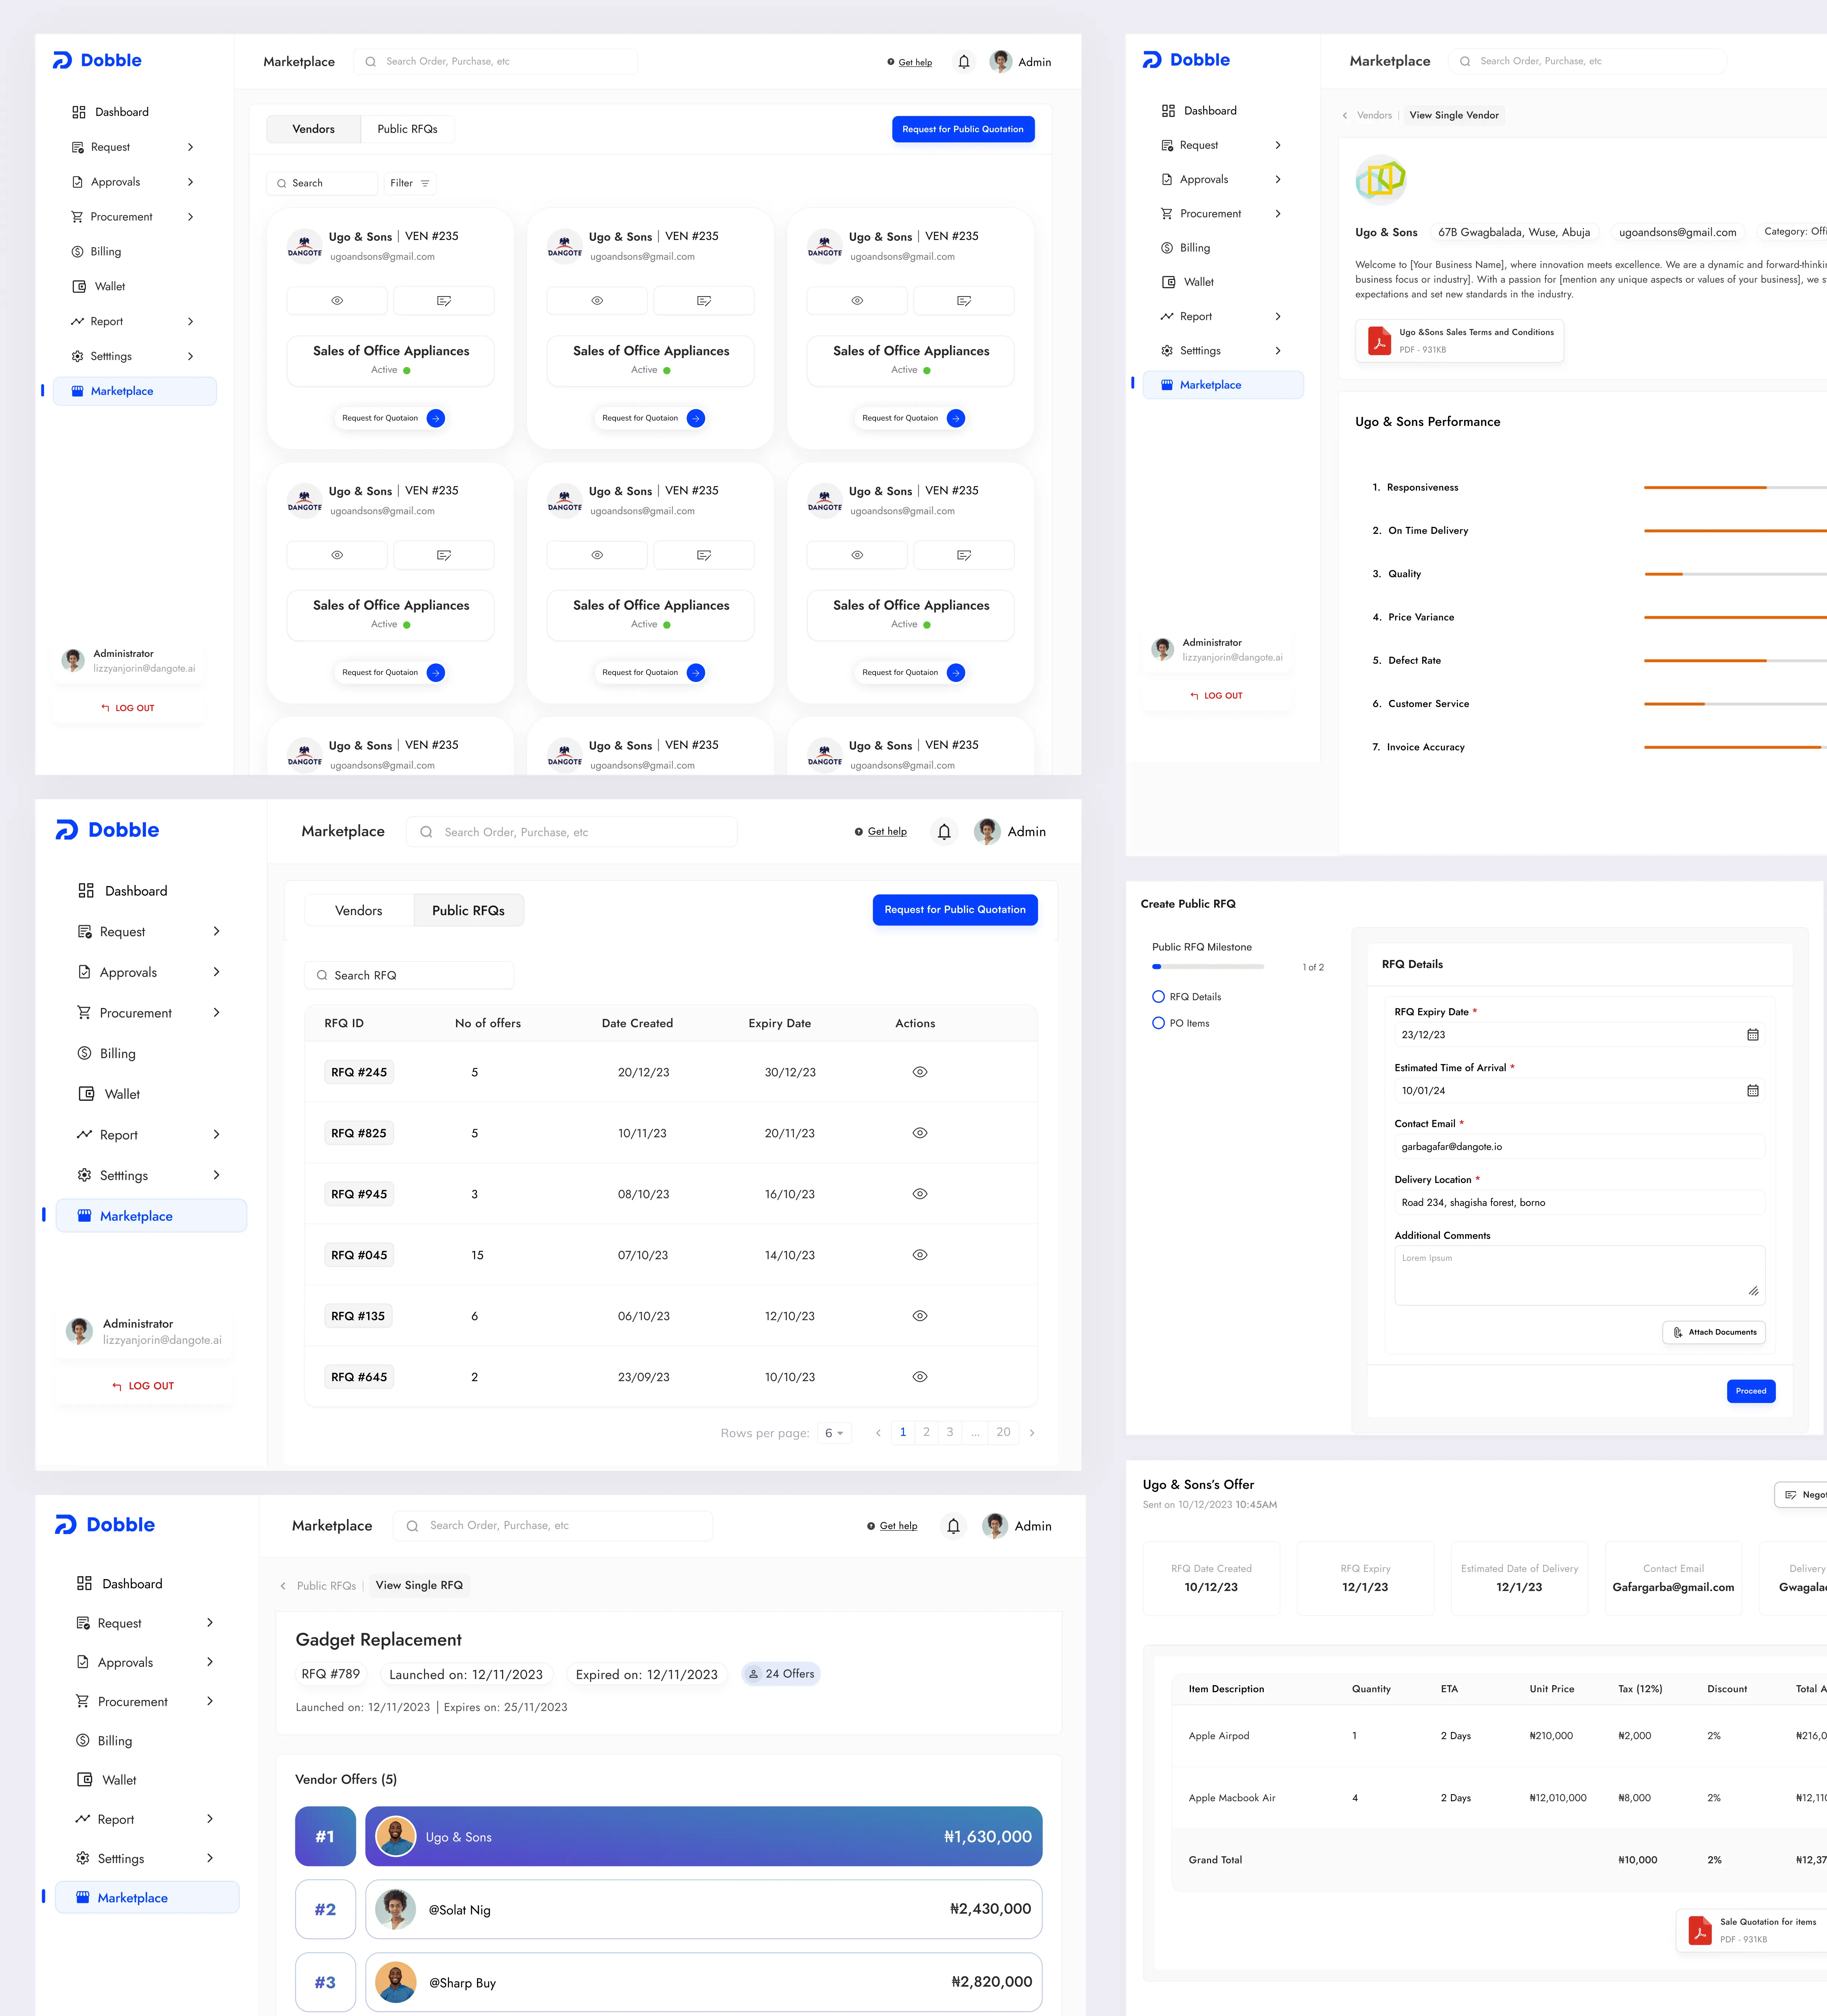 Dobble
Marketplace
Search Order, Purchase, etc
Get help
Admin
Dashboard
Request
Approvals
Procurement
Billing
Wallet
Report
Setttings
Marketplace
Administrator
lizzyanjorin@dangote.ai
LOG OUT
Vendors
Public RFQs
Request for Public Quotation
Search
Filter
DANGOTE
Ugo & Sons | VEN #235
ugoandsons@gmail.com
Sales of Office Appliances
Active
Request for Quotaion
DANGOTE
Ugo & Sons | VEN #235
ugoandsons@gmail.com
Sales of Office Appliances
Active
Request for Quotaion
DANGOTE
Ugo & Sons | VEN #235
ugoandsons@gmail.com
Sales of Office Appliances
Active
Request for Quotaion
DANGOTE
Ugo & Sons | VEN #235
ugoandsons@gmail.com
Sales of Office Appliances
Active
Request for Quotaion
DANGOTE
Ugo & Sons | VEN #235
ugoandsons@gmail.com
Sales of Office Appliances
Active
Request for Quotaion
DANGOTE
Ugo & Sons | VEN #235
ugoandsons@gmail.com
Sales of Office Appliances
Active
Request for Quotaion
DANGOTE
Ugo & Sons | VEN #235
ugoandsons@gmail.com
DANGOTE
Ugo & Sons | VEN #235
ugoandsons@gmail.com
DANGOTE
Ugo & Sons | VEN #235
ugoandsons@gmail.com
Dobble
Marketplace
Search Order, Purchase, etc
Dashboard
Request
Approvals
Procurement
Billing
Wallet
Report
Setttings
Marketplace
Administrator
lizzyanjorin@dangote.ai
LOG OUT
Vendors | View Single Vendor
Ugo & Sons 67B Gwagbalada, Wuse, Abuja ugoandsons@gmail.com Category: Offi
Welcome to [Your Business Name], where innovation meets excellence. We are a dynamic and forward-thinki
business focus or industry]. With a passion for [mention any unique aspects or values of your business], we s
expectations and set new standards in the industry.
Ugo &Sons Sales Terms and Conditions
PDF - 931KB
Ugo & Sons Performance
1. Responsiveness
2. On Time Delivery
3. Quality
4. Price Variance
5. Defect Rate
6. Customer Service
7. Invoice Accuracy
Dobble
Marketplace
Search Order, Purchase, etc
Get help
Admin
Dashboard
Request
Approvals
Procurement
Billing
Wallet
Report
Setttings
Marketplace
Administrator
lizzyanjorin@dangote.ai
LOG OUT
Vendors
Public RFQs
Request for Public Quotation
Search RFQ
RFQ ID No of offers Date Created Expiry Date Actions
RFQ #245 5 20/12/23 30/12/23
RFQ #825 5 10/11/23 20/11/23
RFQ #945 3 08/10/23 16/10/23
RFQ #045 15 07/10/23 14/10/23
RFQ #135 6 06/10/23 12/10/23
RFQ #645 2 23/09/23 10/10/23
Rows per page: 6 1 2 3 ... 20
Create Public RFQ
Public RFQ Milestone
1 of 2
RFQ Details
PO Items
RFQ Details
RFQ Expiry Date *
23/12/23
Estimated Time of Arrival *
10/01/24
Contact Email *
garbagafar@dangote.io
Delivery Location *
Road 234, shagisha forest, borno
Additional Comments
Lorem Ipsum
Attach Documents
Proceed
Dobble
Marketplace
Search Order, Purchase, etc
Get help
Admin
Dashboard
Request
Approvals
Procurement
Billing
Wallet
Report
Setttings
Marketplace
Public RFQs | View Single RFQ
Gadget Replacement
RFQ #789 Launched on: 12/11/2023 Expired on: 12/11/2023 24 Offers
Launched on: 12/11/2023 | Expires on: 25/11/2023
Vendor Offers (5)
#1 Ugo & Sons ₦1,630,000
#2 @Solat Nig ₦2,430,000
#3 @Sharp Buy ₦2,820,000
Ugo & Sons's Offer
Sent on 10/12/2023 10:45AM
Negot
RFQ Date Created
10/12/23
RFQ Expiry
12/1/23
Estimated Date of Delivery
12/1/23
Contact Email
Gafargarba@gmail.com
Delivery
Gwagalad
Item Description Quantity ETA Unit Price Tax (12%) Discount Total A
Apple Airpod 1 2 Days ₦210,000 ₦2,000 2% ₦216,0
Apple Macbook Air 4 2 Days ₦12,010,000 ₦8,000 2% ₦12,110
Grand Total ₦10,000 2% ₦12,37
Sale Quotation for items
PDF - 931KB